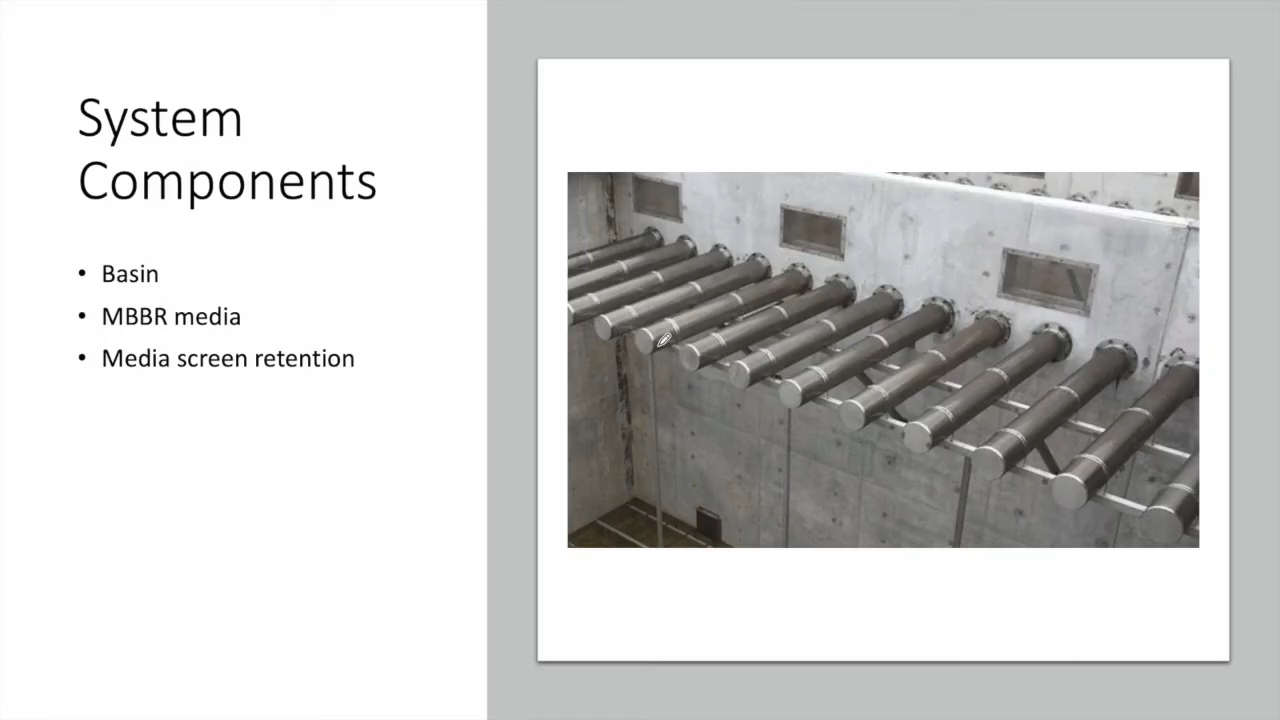 System
Components
• Basin
• MBBR media
• Media screen retention